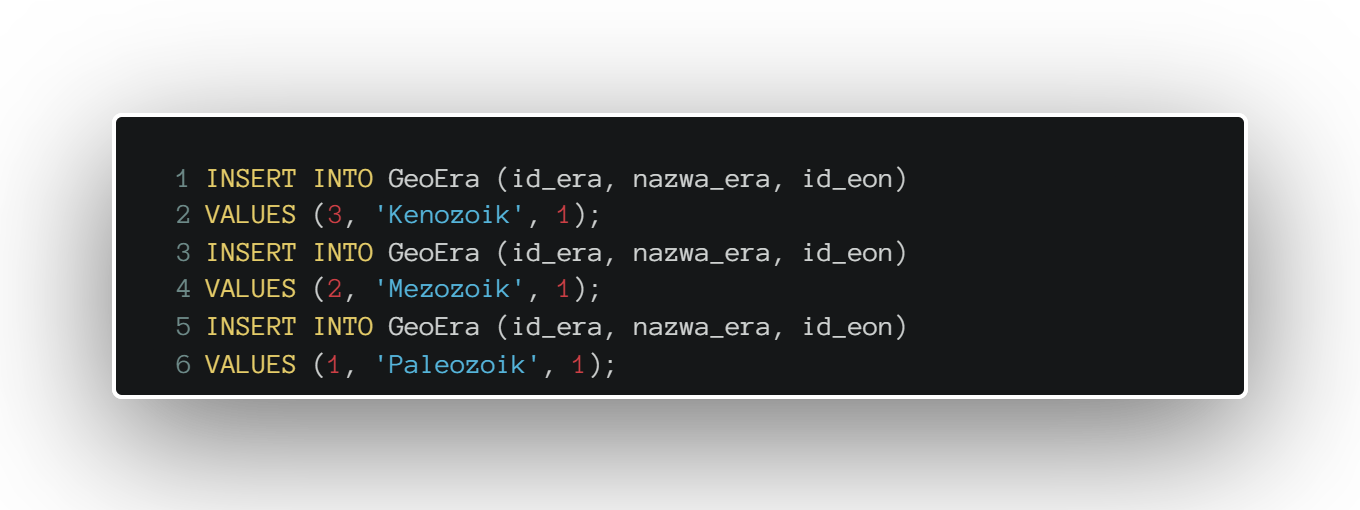 1 INSERT INTO GeoEra (id_era, nazwa_era, id_eon)
2 VALUES (3, 'Kenozoik', 1);
3 INSERT INTO GeoEra (id_era, nazwa_era, id_eon)
4 VALUES (2, 'Mezozoik', 1);
5 INSERT INTO GeoEra (id_era, nazwa_era, id_eon)
6 VALUES (1, 'Paleozoik', 1);